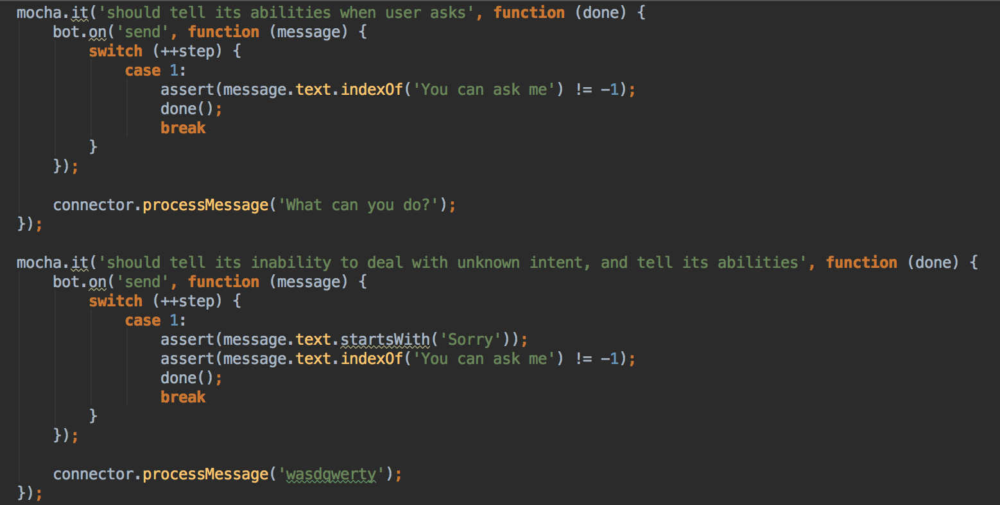 mocha.it('should tell its abilities when user asks', function (done) {
    bot.on('send', function (message) {
        switch (++step) {
            case 1:
                assert(message.text.indexOf('You can ask me') != -1);
                done();
                break
        }
    });

    connector.processMessage('What can you do?');
});

mocha.it('should tell its inability to deal with unknown intent, and tell its abilities', function (done) {
    bot.on('send', function (message) {
        switch (++step) {
            case 1:
                assert(message.text.startsWith('Sorry'));
                assert(message.text.indexOf('You can ask me') != -1);
                done();
                break
        }
    });

    connector.processMessage('wasdqwerty');
});